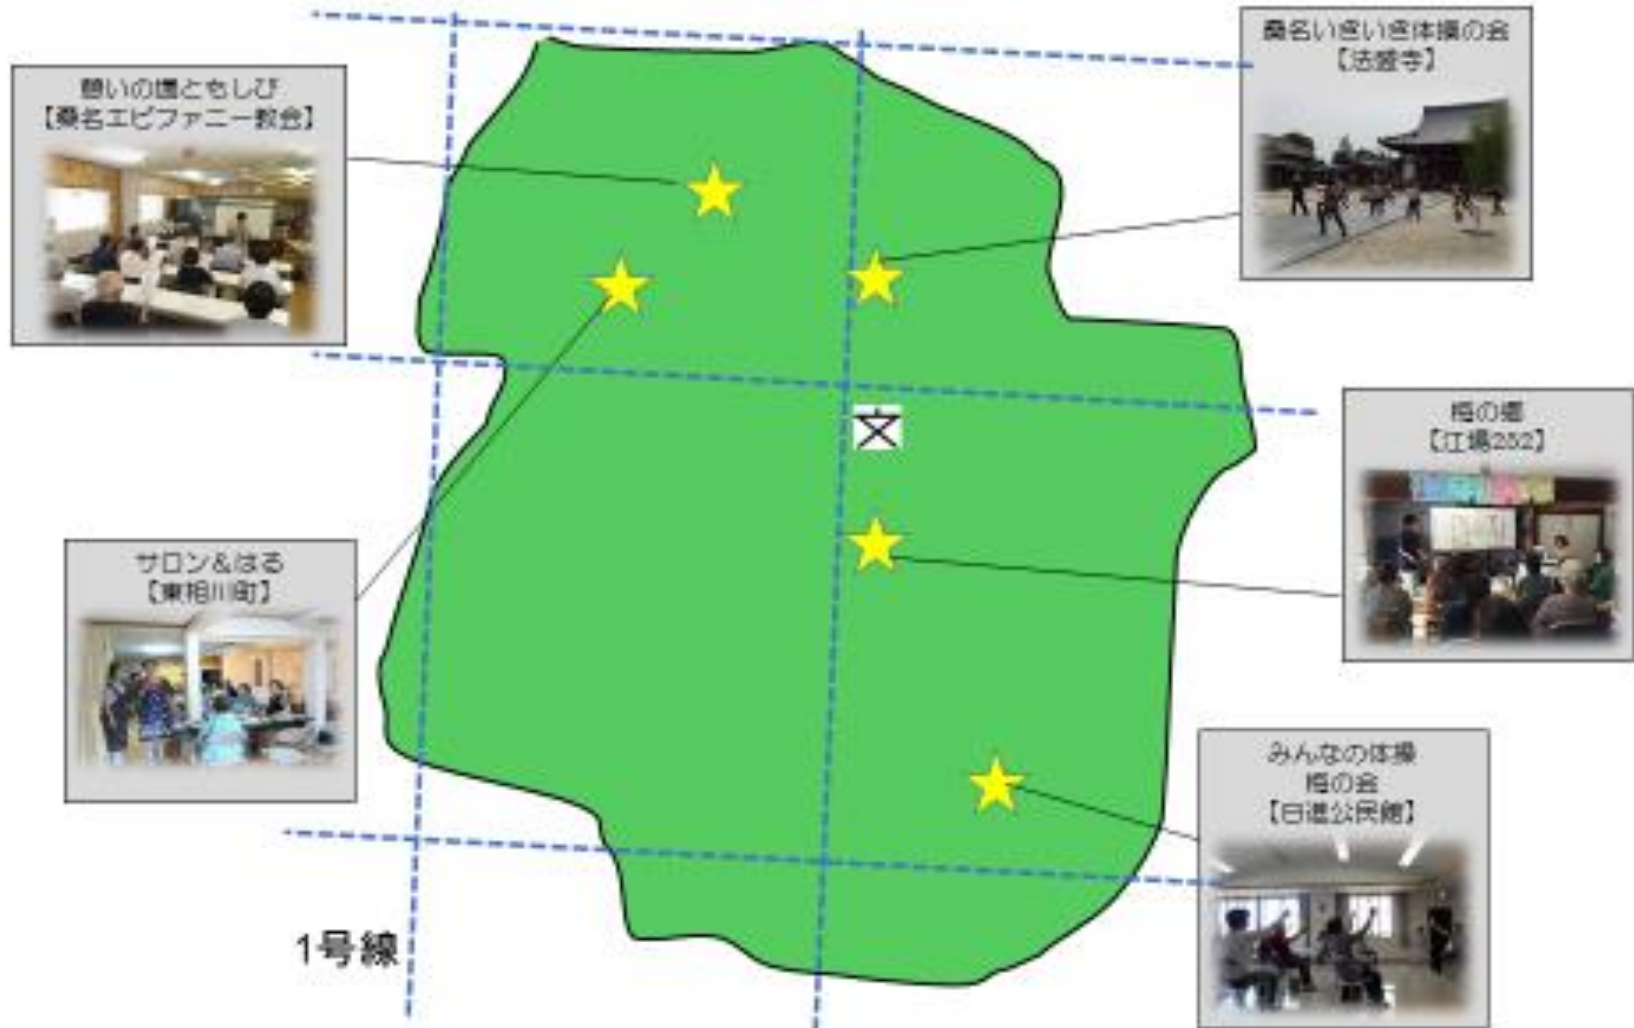 憩いの場ともしび
【桑名エピファニー教会】
桑名いきいき体操の会
【法盛寺】
サロン&はる
【東相川町】
文
梅の郷
【江場252】
みんなの体操
梅の会
【日進公民館】
1号線